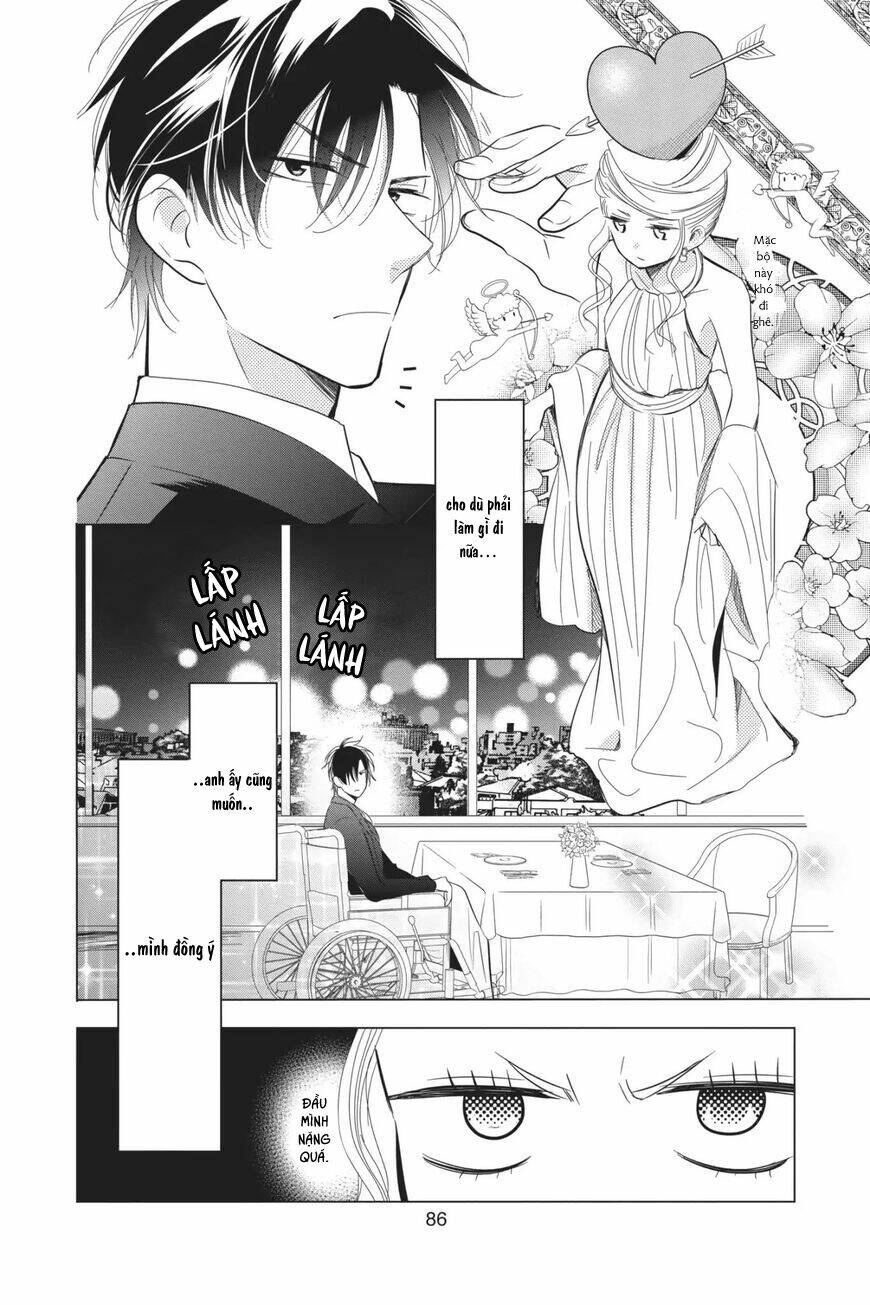 Mặc
bộ
này
khó
đi
ghê.
cho dù phải
làm gì đi
nữa...
LẤP
LÁNH
LẤP
LÁNH
..anh ấy cũng
muốn..
..mình đồng ý
ĐẦU
MÌNH
NẶNG
QUÁ.
86